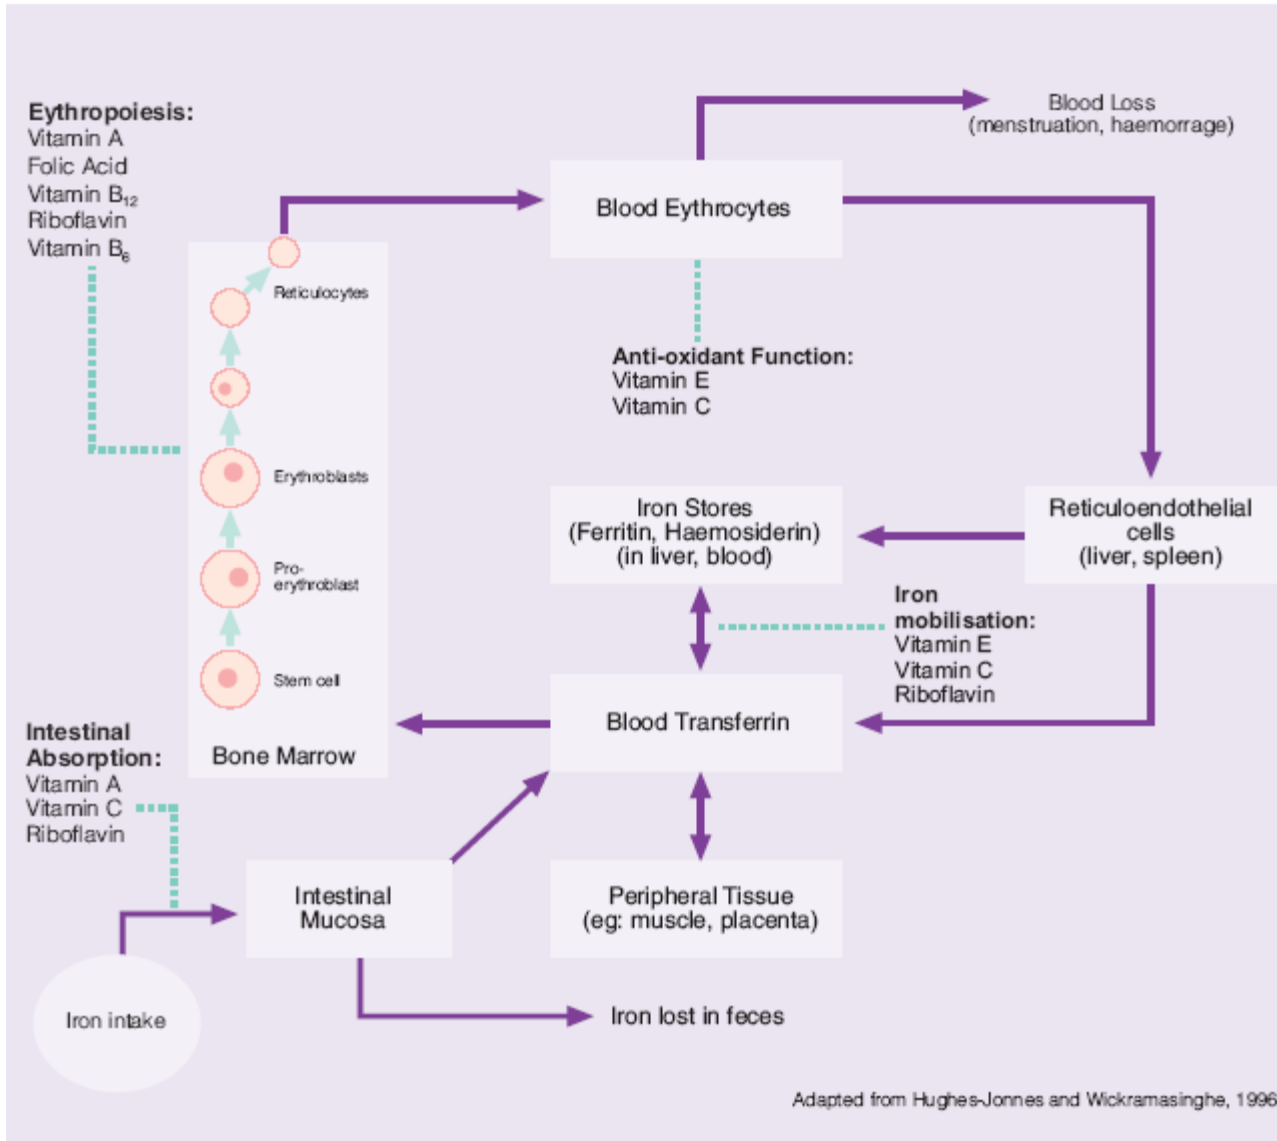 Eythropoiesis:
Vitamin A
Folic Acid
Vitamin B12
Riboflavin
Vitamin B6
Blood Loss
(menstruation, haemorrage)
Blood Eythrocytes
Reticulocytes
Anti-oxidant Function:
Vitamin E
Vitamin C
Erythroblasts
Iron Stores
(Ferritin, Haemosiderin)
(in liver, blood)
Reticuloendothelial
cells
(liver, spleen)
Pro-
erythroblast
Iron
mobilisation:
Vitamin E
Vitamin C
Riboflavin
Stem cell
Blood Transferrin
Bone Marrow
Intestinal
Absorption:
Vitamin A
Vitamin C
Riboflavin
Intestinal
Mucosa
Peripheral Tissue
(eg: muscle, placenta)
Iron intake
Iron lost in feces
Adapted from Hughes-Jonnes and Wickramasinghe, 1996